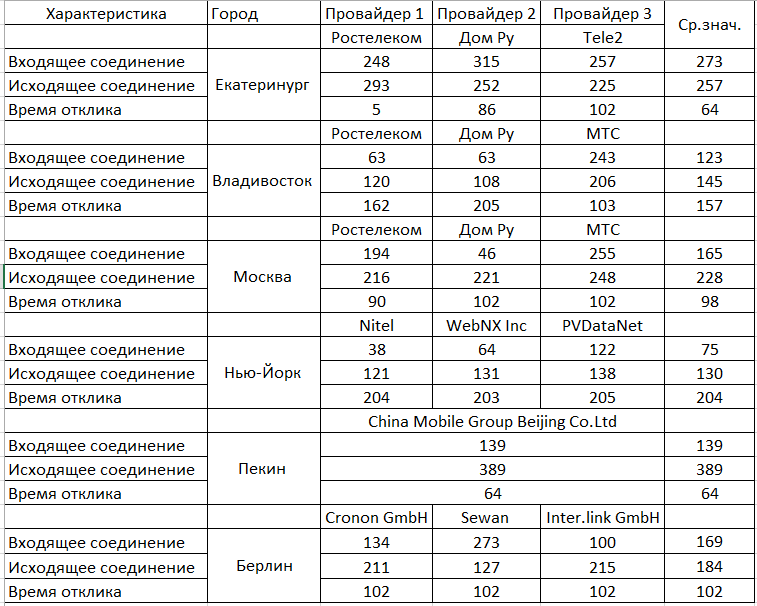 Характеристика Город Провайдер 1 Провайдер 2 Провайдер 3 Ср.знач.
Ростелеком Дом Ру Tele2
Входящее соединение 248 315 257 273
Исходящее соединение Екатеринург 293 252 225 257
Время отклика 5 86 102 64
Ростелеком Дом Ру МТС
Входящее соединение 63 63 243 123
Исходящее соединение Владивосток 120 108 206 145
Время отклика 162 205 103 157
Ростелеком Дом Ру МТС
Входящее соединение 194 46 255 165
Исходящее соединение Москва 216 221 248 228
Время отклика 90 102 102 98
Nitel WebNX Inc PVDataNet
Входящее соединение 38 64 122 75
Исходящее соединение Нью-Йорк 121 131 138 130
Время отклика 204 203 205 204
China Mobile Group Beijing Co.Ltd
Входящее соединение 139 139
Исходящее соединение Пекин 389 389
Время отклика 64 64
Cronon GmbH Sewan Inter.link GmbH
Входящее соединение 134 273 100 169
Исходящее соединение Берлин 211 127 215 184
Время отклика 102 102 102 102